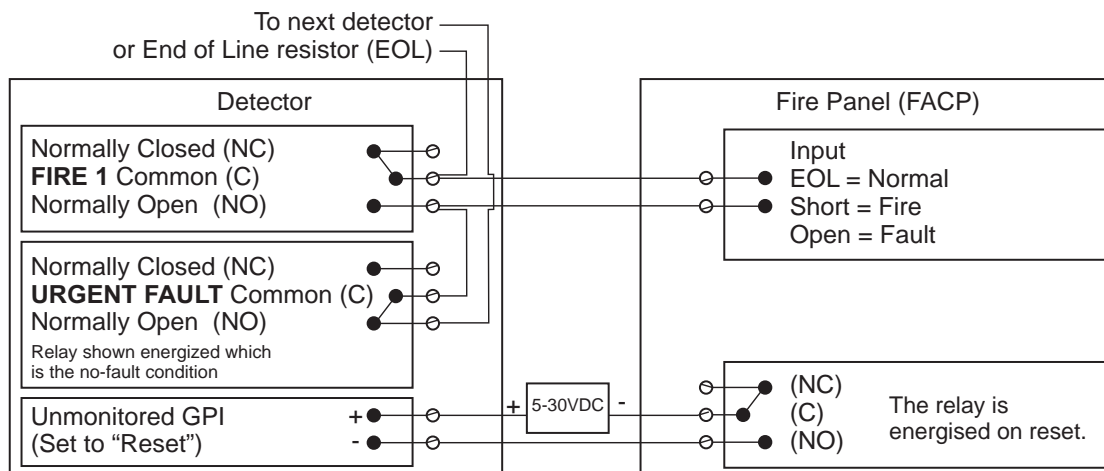 To next detector
or End of Line resistor (EOL)
Detector
Normally Closed (NC)
FIRE 1 Common (C)
Normally Open (NO)
Normally Closed (NC)
URGENT FAULT Common (C)
Normally Open (NO)
Relay shown energized which
is the no-fault condition
Unmonitored GPI
(Set to “Reset”)
+
-
+
5-30VDC
-
Fire Panel (FACP)
Input
EOL = Normal
Short = Fire
Open = Fault
(NC)
(C)
(NO)
The relay is
energised on reset.